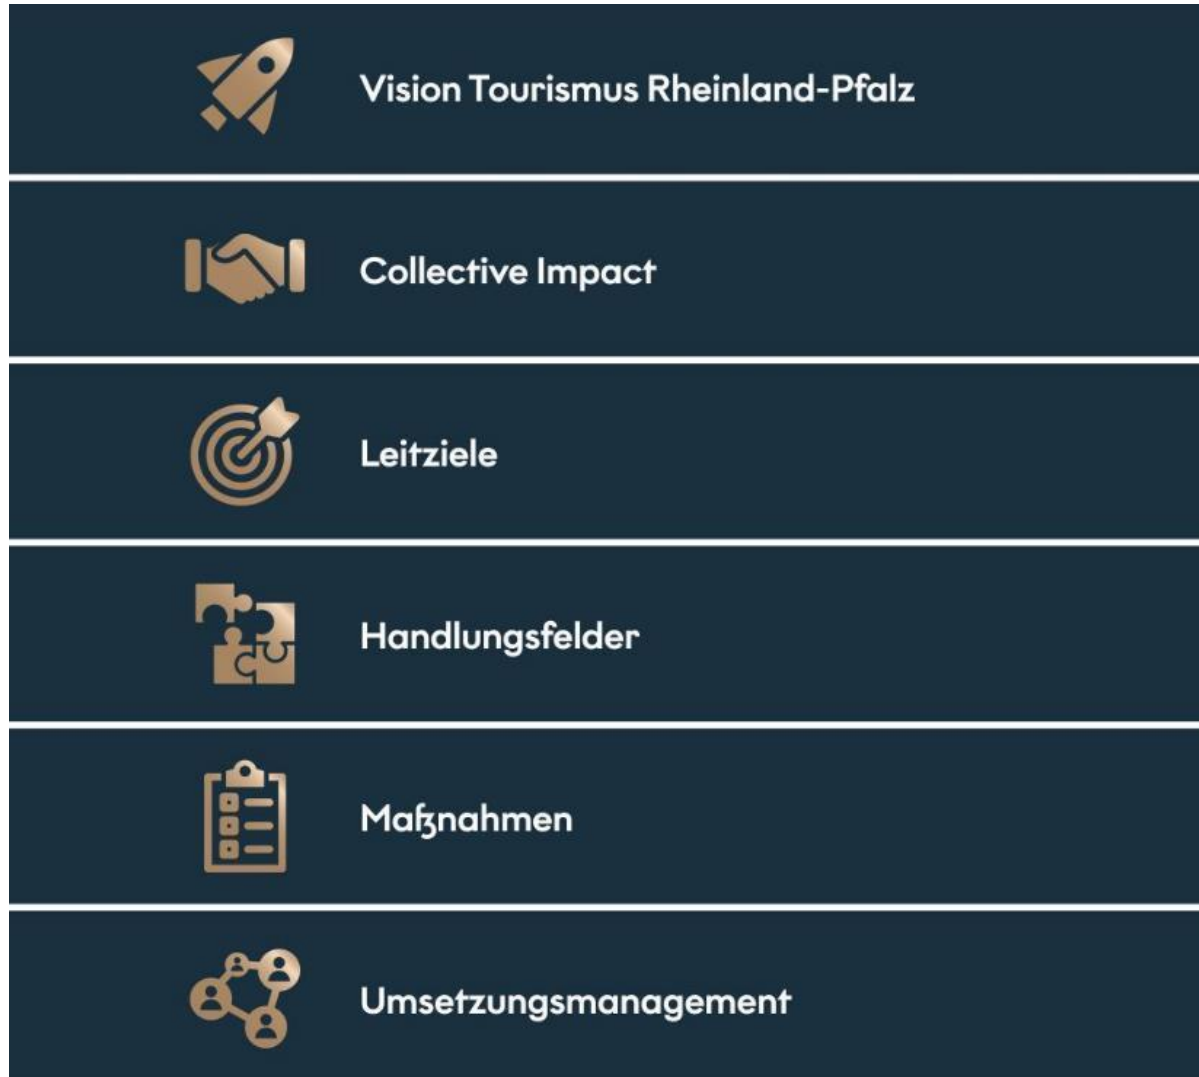 Vision Tourismus Rheinland-Pfalz
Collective Impact
Leitziele
Handlungsfelder
Maßnahmen
Umsetzungsmanagement